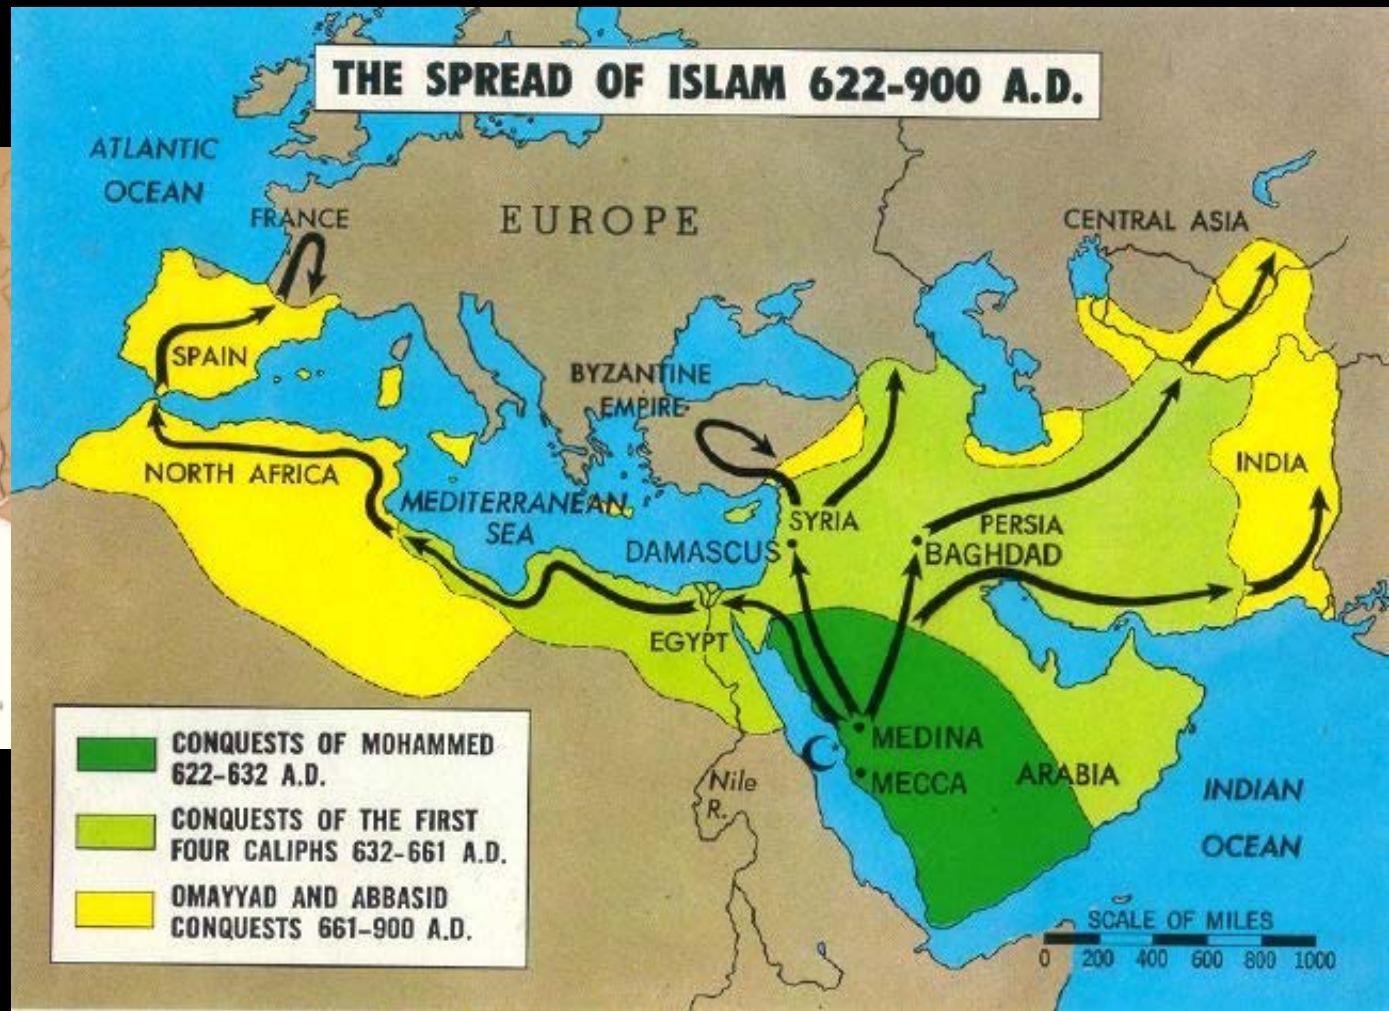 THE SPREAD OF ISLAM 622-900 A.D.
ATLANTIC
OCEAN
FRANCE
EUROPE
CENTRAL ASIA
SPAIN
BYZANTINE
EMPIRE
NORTH AFRICA
MEDITERRANEAN
SEA
SYRIA
DAMASCUS
PERSIA
BAGHDAD
INDIA
EGYPT
MEDINA
MECCA
ARABIA
Nile
R.
INDIAN
OCEAN
CONQUESTS OF MOHAMMED
622-632 A.D.
CONQUESTS OF THE FIRST
FOUR CALIPHS 632-661 A.D.
OMAYYAD AND ABBASID
CONQUESTS 661-900 A.D.
SCALE OF MILES
0 200 400 600 800 1000